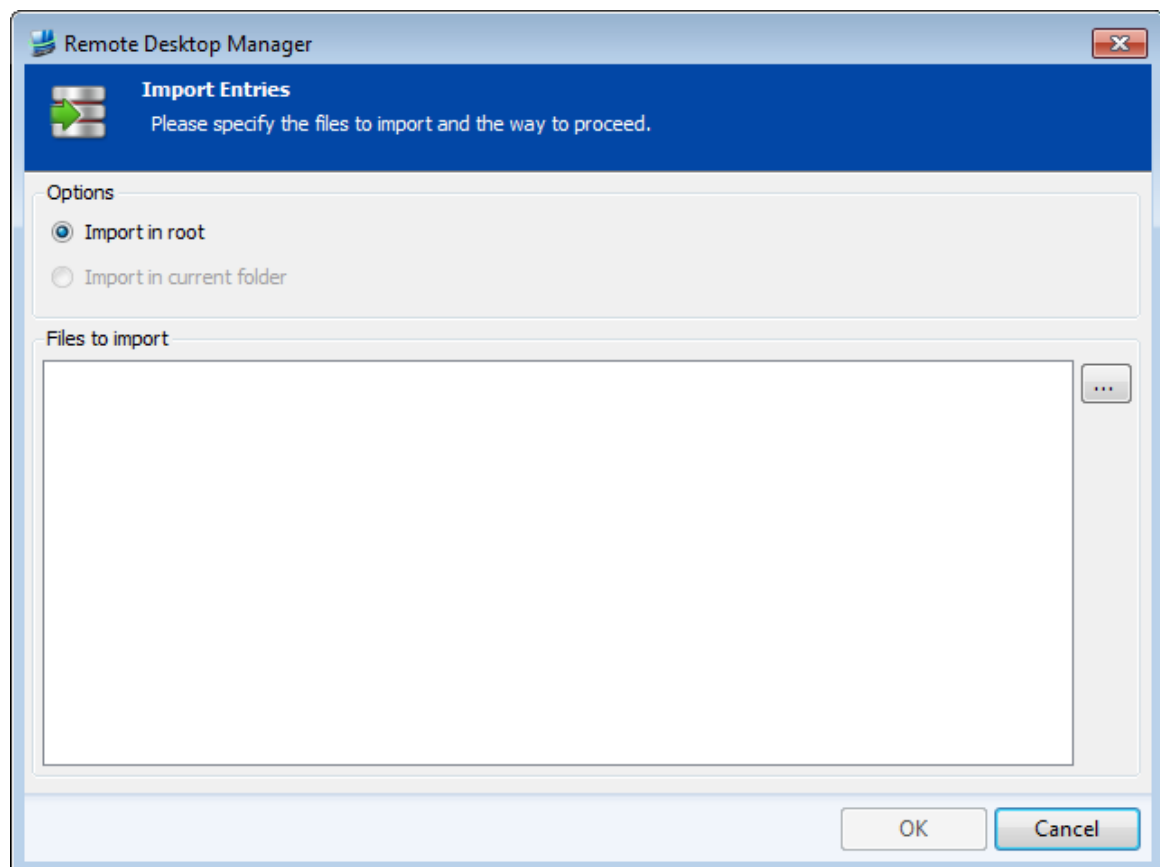 Remote Desktop Manager
Import Entries
Please specify the files to import and the way to proceed.
Options
Import in root
Import in current folder
Files to import
...
OK
Cancel